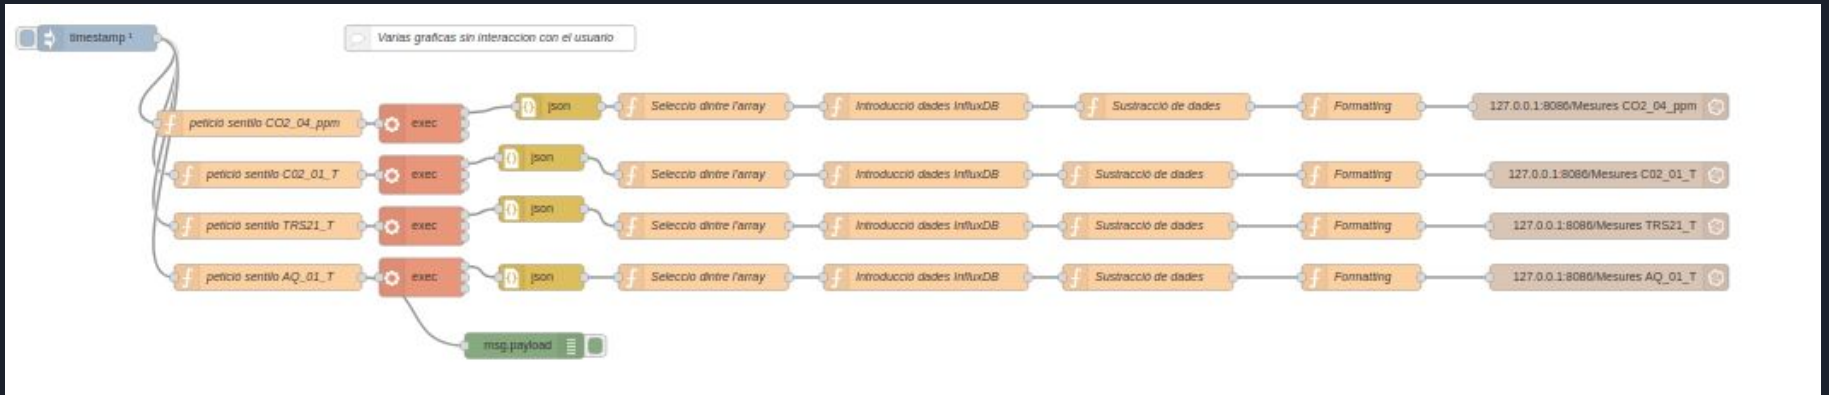 timestamp ¹
Varias graficas sin interaccion con el usuario
petició sentilo CO2_04_ppm
exec
json
Seleccio dintre l'array
Introducció dades InfluxDB
Sustracció de dades
Formatting
127.0.0.1:8086/Mesures CO2_04_ppm
petició sentilo C02_01_T
exec
json
Seleccio dintre l'array
Introducció dades InfluxDB
Sustracció de dades
Formatting
127.0.0.1:8086/Mesures C02_01_T
petició sentilo TRS21_T
exec
json
Seleccio dintre l'array
Introducció dades InfluxDB
Sustracció de dades
Formatting
127.0.0.1:8086/Mesures TRS21_T
petició sentilo AQ_01_T
exec
json
Seleccio dintre l'array
Introducció dades InfluxDB
Sustracció de dades
Formatting
127.0.0.1:8086/Mesures AQ_01_T
msg.payload